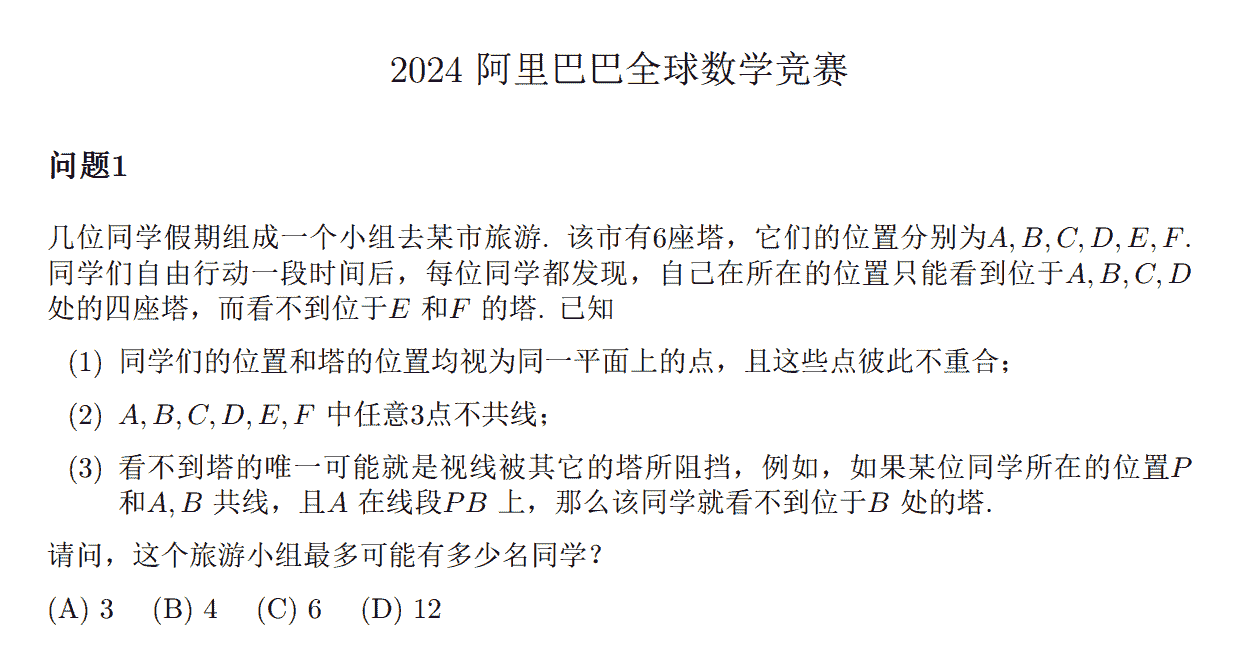 2024 阿里巴巴全球数学竞赛
问题1
几位同学假期组成一个小组去某市旅游. 该市有6座塔，它们的位置分别为A, B, C, D, E, F.
同学们自由行动一段时间后，每位同学都发现，自己在所在的位置只能看到位于A, B, C, D
处的四座塔，而看不到位于E 和F 的塔. 已知
(1) 同学们的位置和塔的位置均视为同一平面上的点，且这些点彼此不重合；
(2) A, B, C, D, E, F 中任意3点不共线；
(3) 看不到塔的唯一可能就是视线被其它的塔所阻挡，例如，如果某位同学所在的位置P
和A, B 共线，且A 在线段PB 上，那么该同学就看不到位于B 处的塔.
请问，这个旅游小组最多可能有多少名同学？
(A) 3 (B) 4 (C) 6 (D) 12